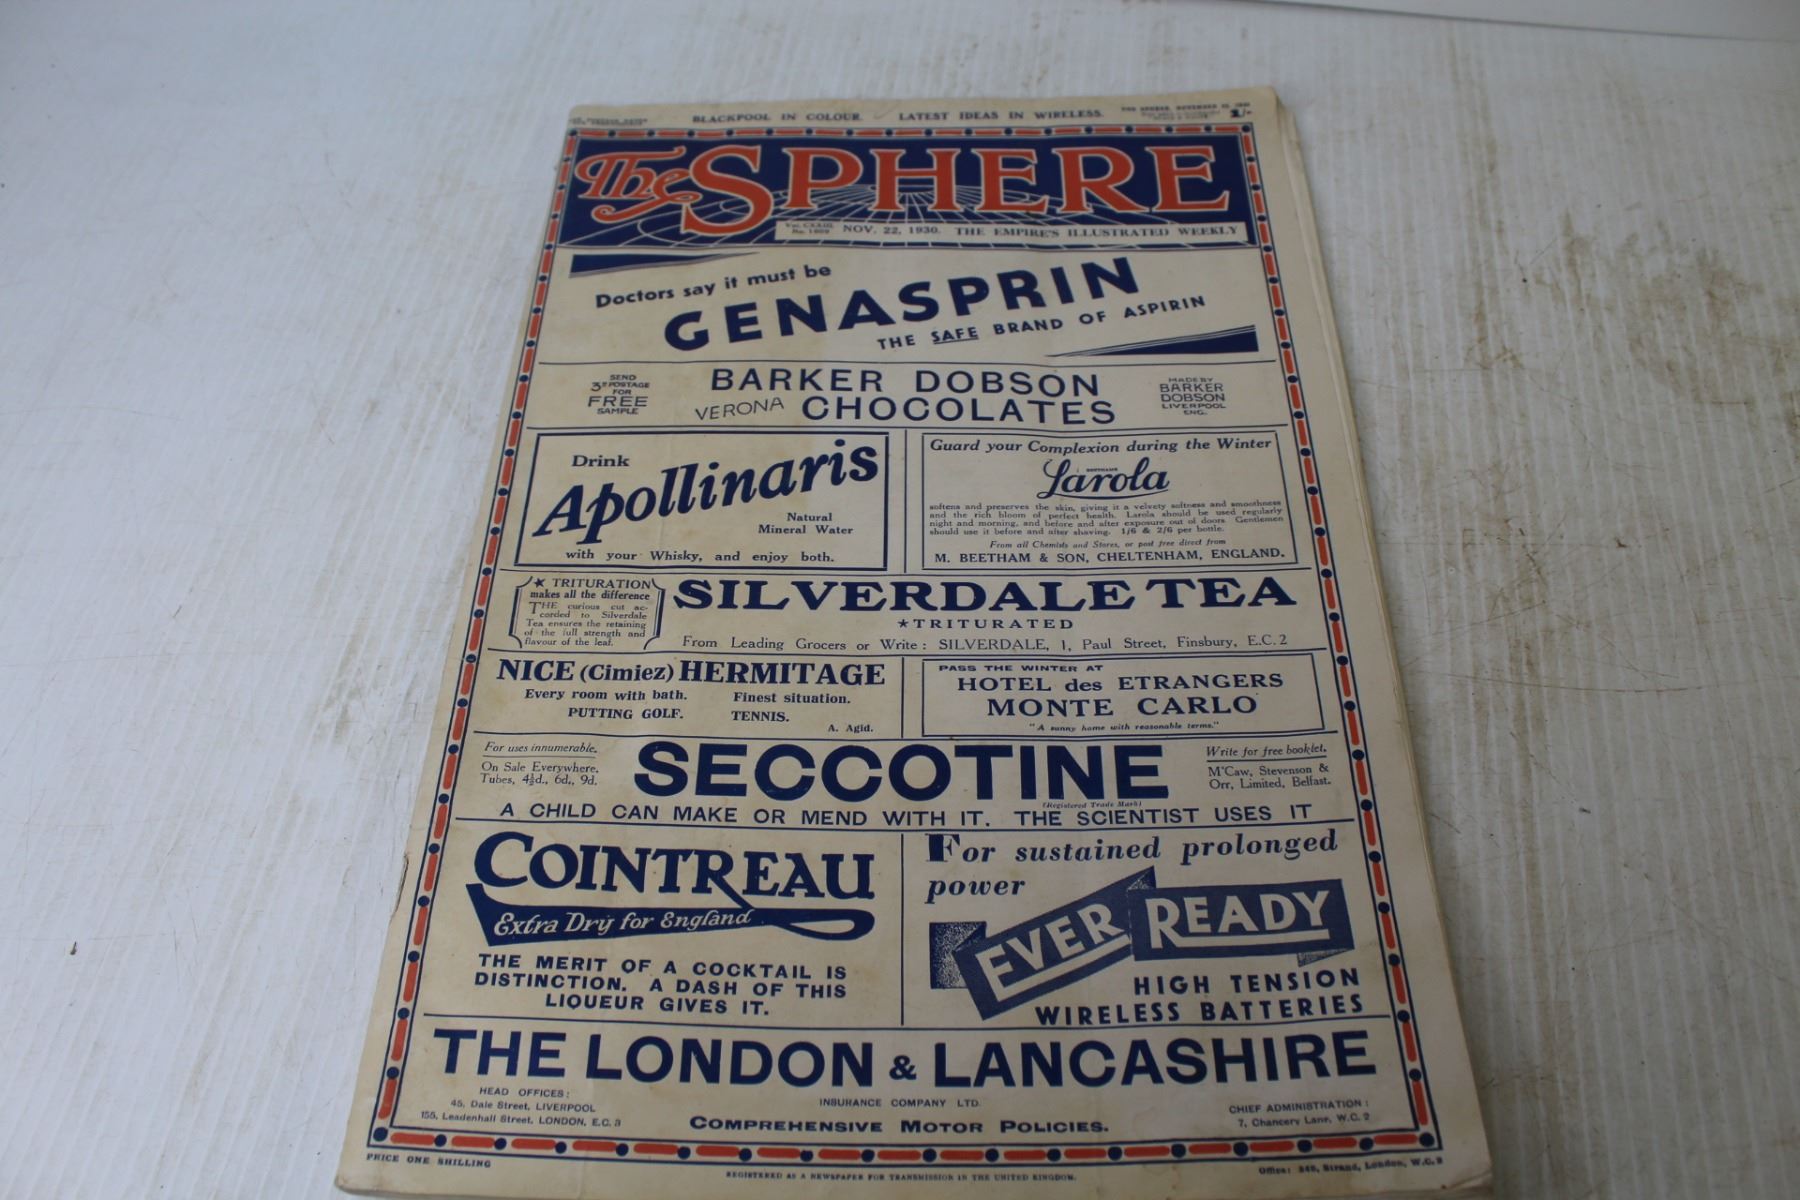 BLACKPOOL IN COLOUR. LATEST IDEAS IN WIRELESS.
THE SPHERE, NOVEMBER 22, 1930
The SPHERE
Vol. CXXIII. No. 1609 NOV. 22, 1930. THE EMPIRE'S ILLUSTRATED WEEKLY
Doctors say it must be
GENASPRIN
THE SAFE BRAND OF ASPIRIN
SEND
3D POSTAGE
FOR
FREE
SAMPLE
BARKER DOBSON
VERONA CHOCOLATES
MADE BY
BARKER
DOBSON
LIVERPOOL
ENG.
Drink
Apollinaris
Natural
Mineral Water
with your Whisky, and enjoy both.
Guard your Complexion during the Winter
BEETHAM'S
Larola
softens and preserves the skin, giving it a velvety softness and smoothness
and the rich bloom of perfect health. Larola should be used regularly
night and morning, and before and after exposure out of doors. Gentlemen
should use it before and after shaving. 1/6 & 2/6 per bottle.
From all Chemists and Stores, or post free direct from
M. BEETHAM & SON, CHELTENHAM, ENGLAND.
★ TRITURATION
makes all the difference
THE curious cut ac-
corded to Silverdale
Tea ensures the retaining
of the full strength and
flavour of the leaf.
SILVERDALE TEA
★TRITURATED
From Leading Grocers or Write: SILVERDALE, 1, Paul Street, Finsbury, E.C. 2
NICE (Cimiez) HERMITAGE
Every room with bath. Finest situation.
PUTTING GOLF. TENNIS.
A. Agid.
PASS THE WINTER AT
HOTEL des ETRANGERS
MONTE CARLO
"A sunny home with reasonable terms."
For uses innumerable.
On Sale Everywhere.
Tubes, 4½d., 6d., 9d.
SECCOTINE
(Registered Trade Mark)
Write for free booklet.
M'Caw, Stevenson &
Orr, Limited, Belfast.
A CHILD CAN MAKE OR MEND WITH IT. THE SCIENTIST USES IT
COINTREAU
Extra Dry for England
THE MERIT OF A COCKTAIL IS
DISTINCTION. A DASH OF THIS
LIQUEUR GIVES IT.
For sustained prolonged
power
EVER READY
HIGH TENSION
WIRELESS BATTERIES
THE LONDON & LANCASHIRE
HEAD OFFICES:
45, Dale Street, LIVERPOOL
155, Leadenhall Street, LONDON, E.C. 3
INSURANCE COMPANY LTD.
COMPREHENSIVE MOTOR POLICIES.
CHIEF ADMINISTRATION:
7, Chancery Lane, W.C. 2
PRICE ONE SHILLING
REGISTERED AS A NEWSPAPER FOR TRANSMISSION IN THE UNITED KINGDOM.
Office: 346, Strand, London, W.C. 2